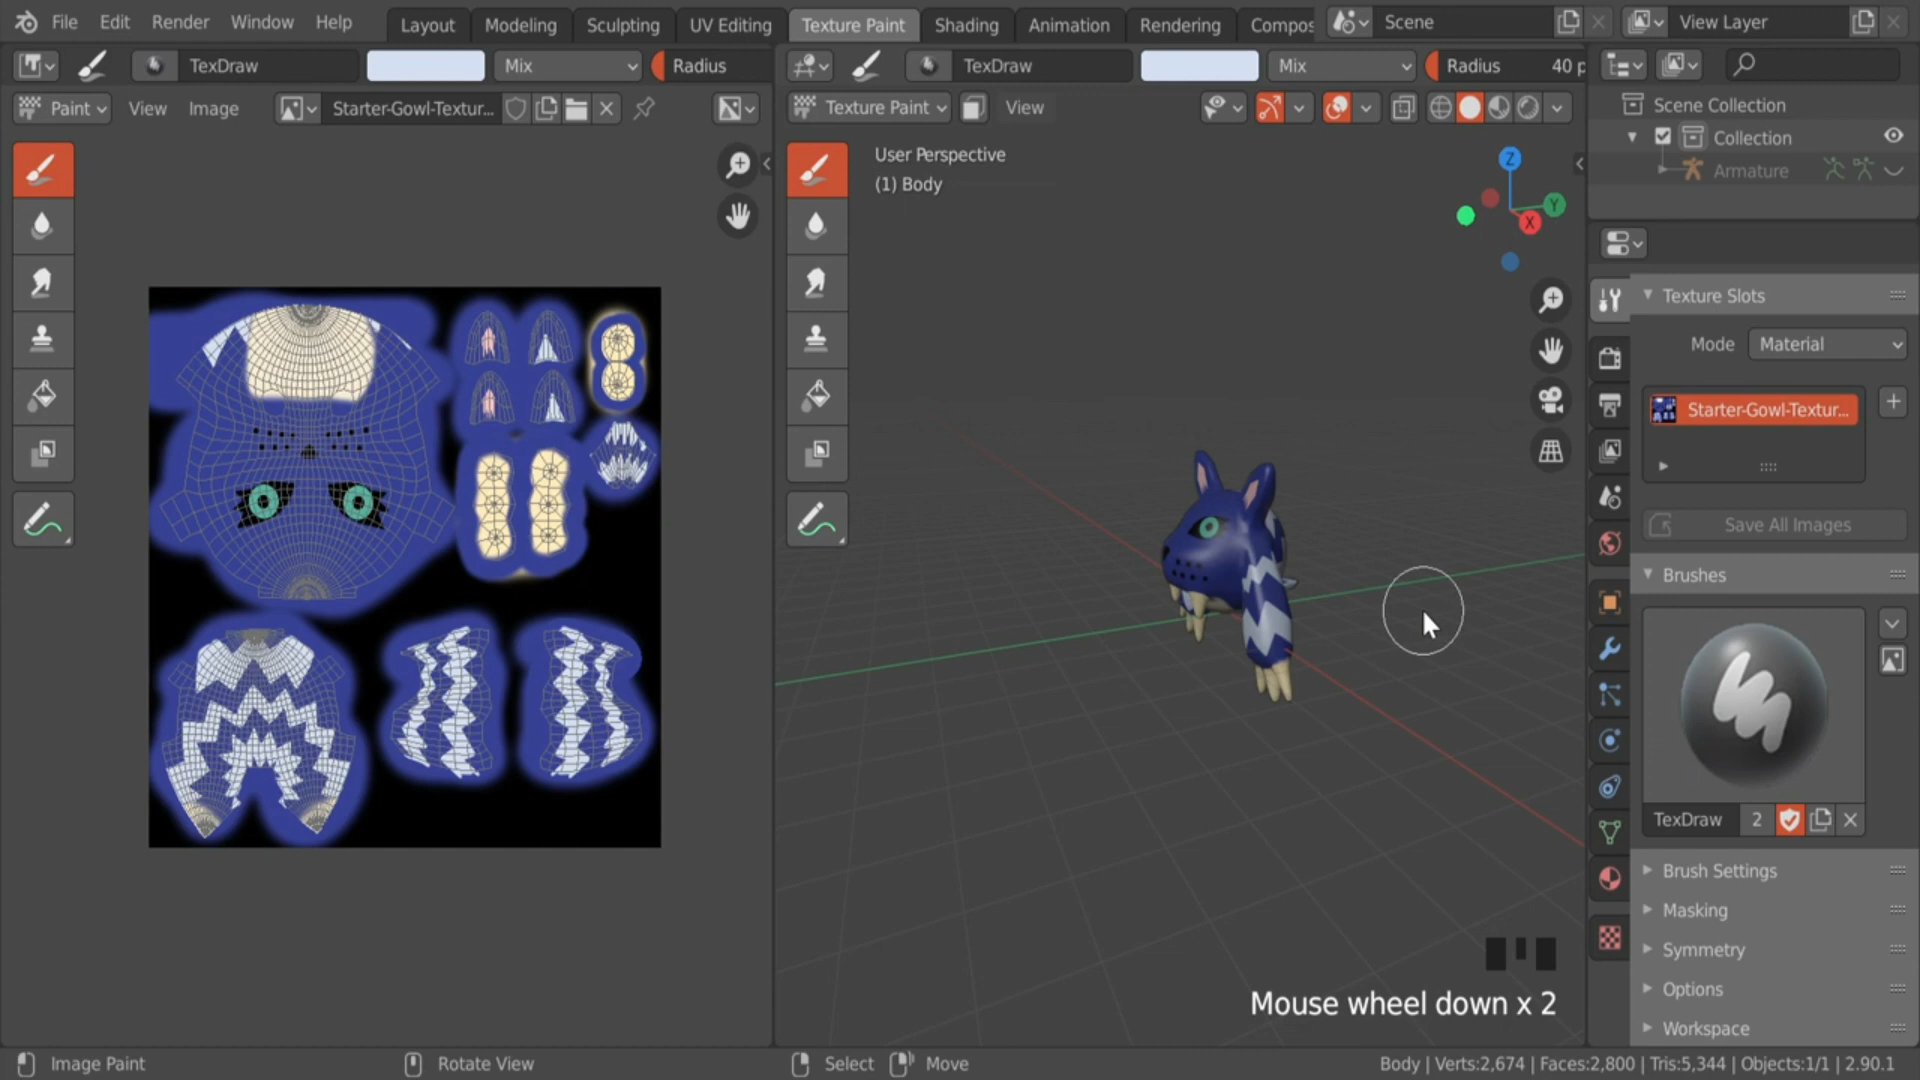 File Edit Render Window Help Layout Modeling Sculpting UV Editing Texture Paint Shading Animation Rendering Compos Scene View Layer
TexDraw Mix Radius
TexDraw Mix Radius 40 p
Paint View Image Starter-Gowl-Textur...
Texture Paint View
User Perspective
(1) Body
Z
Y
X
Scene Collection
Collection
Armature
Texture Slots
Mode Material
Starter-Gowl-Textur...
Save All Images
Brushes
TexDraw 2
Brush Settings
Masking
Symmetry
Options
Workspace
Mouse wheel down x 2
Image Paint Rotate View Select Move Body | Verts:2,674 | Faces:2,800 | Tris:5,344 | Objects:1/1 | 2.90.1